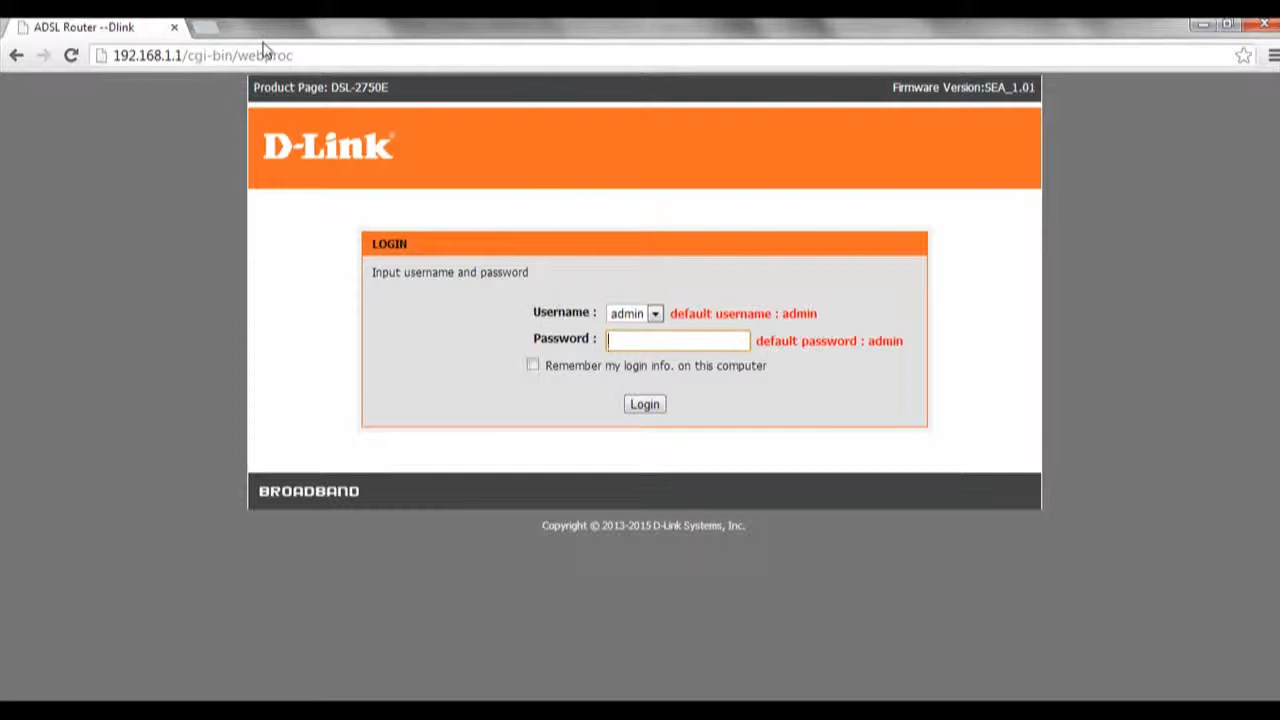 ADSL Router --Dlink
192.168.1.1/cgi-bin/webproc
Product Page: DSL-2750E
Firmware Version:SEA_1.01
D-Link
LOGIN
Input username and password
Username :
admin
default username : admin
Password :
default password : admin
Remember my login info. on this computer
Login
BROADBAND
Copyright © 2013-2015 D-Link Systems, Inc.